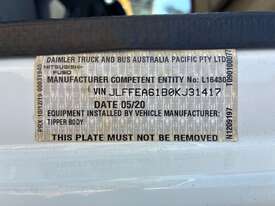 DAIMLER TRUCK AND BUS AUSTRALIA PACIFIC PTY LTD
MITSUBISHI
FUSO
MANUFACTURER COMPETENT ENTITY No: L16480
VIN JLFFEA61B0KJ31417
DATE 05/20
EQUIPMENT INSTALLED BY VEHICLE MANUFACTURER:
TIPPER BODY
THIS PLATE MUST NOT BE REMOVED
N1209197